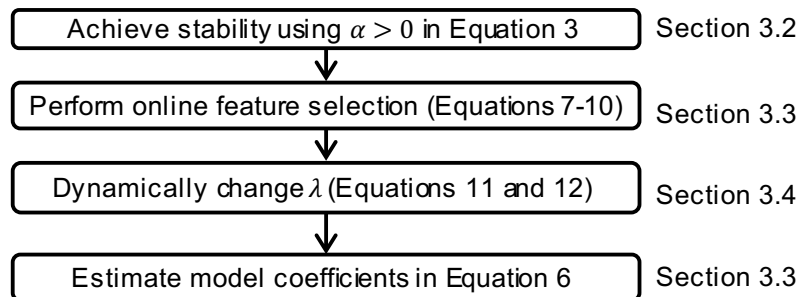 Achieve stability using α > 0 in Equation 3 Section 3.2
Perform online feature selection (Equations 7-10) Section 3.3
Dynamically change λ (Equations 11 and 12) Section 3.4
Estimate model coefficients in Equation 6 Section 3.3